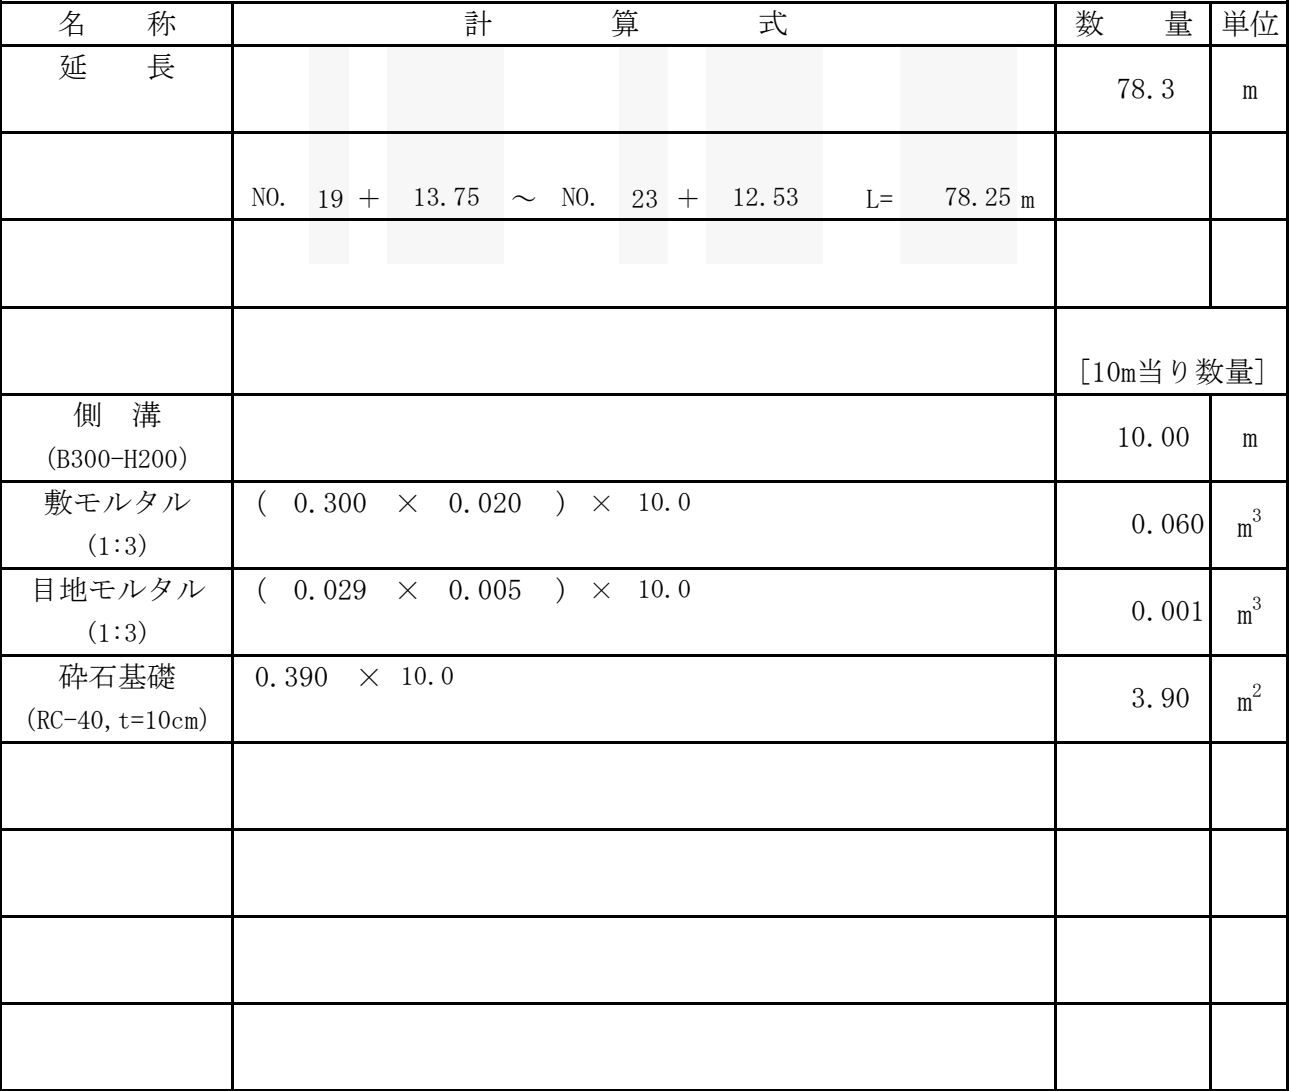 名　称　計　算　式　数　量　単位
延　長　78.3　m
NO.　19　＋　13.75　～　NO.　23　＋　12.53　L=　78.25 m
[10m当り数量]
側　溝　10.00　m
(B300-H200)
敷モルタル　(　0.300　×　0.020　)　×　10.0　0.060　m³
(1:3)
目地モルタル　(　0.029　×　0.005　)　×　10.0　0.001　m³
(1:3)
砕石基礎　0.390　×　10.0　3.90　m²
(RC-40,t=10cm)